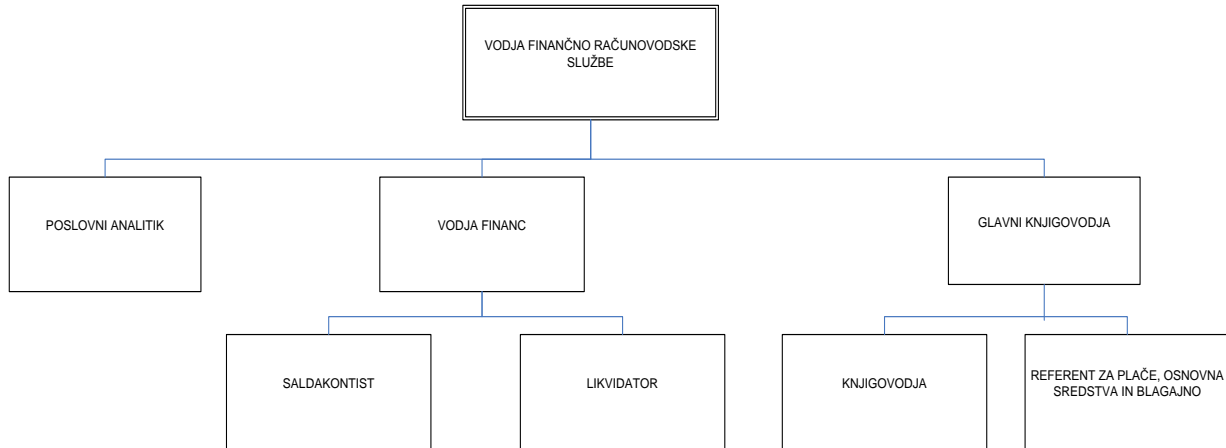 VODJA FINANČNO RAČUNOVODSKE
SLUŽBE
POSLOVNI ANALITIK
VODJA FINANC
GLAVNI KNJIGOVODJA
SALDAKONTIST
LIKVIDATOR
KNJIGOVODJA
REFERENT ZA PLAČE, OSNOVNA
SREDSTVA IN BLAGAJNO